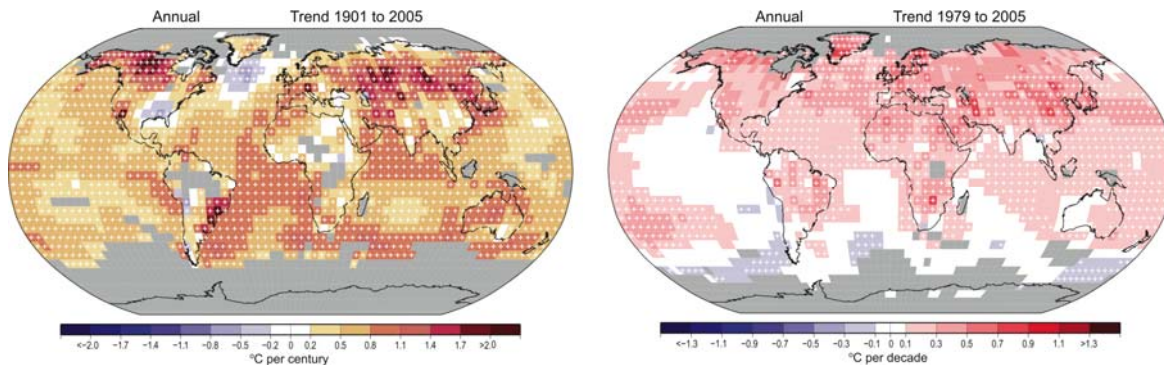 Annual Trend 1901 to 2005
<-2.0 -1.7 -1.4 -1.1 -0.8 -0.5 -0.2 0 0.2 0.5 0.8 1.1 1.4 1.7 >2.0
°C per century
Annual Trend 1979 to 2005
<-1.3 -1.1 -0.9 -0.7 -0.5 -0.3 -0.1 0 0.1 0.3 0.5 0.7 0.9 1.1 >1.3
°C per decade